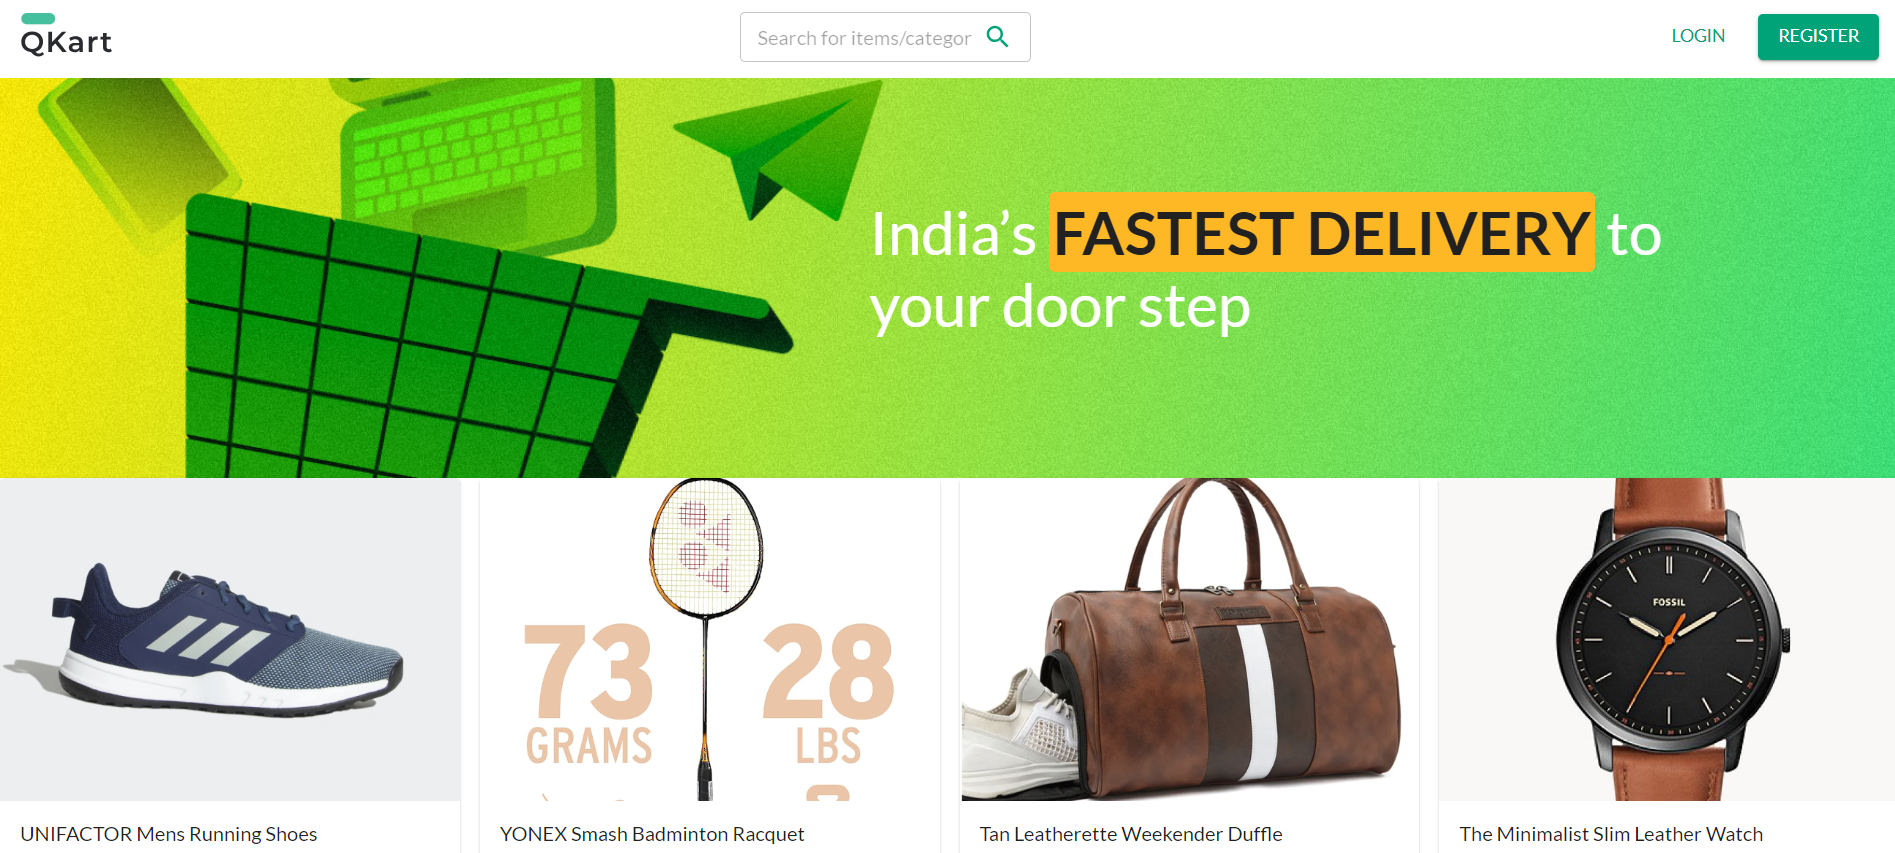 QKart
Search for items/categor
LOGIN
REGISTER
India’s FASTEST DELIVERY to
your door step
73
GRAMS
28
LBS
FOSSIL
UNIFACTOR Mens Running Shoes
YONEX Smash Badminton Racquet
Tan Leatherette Weekender Duffle
The Minimalist Slim Leather Watch